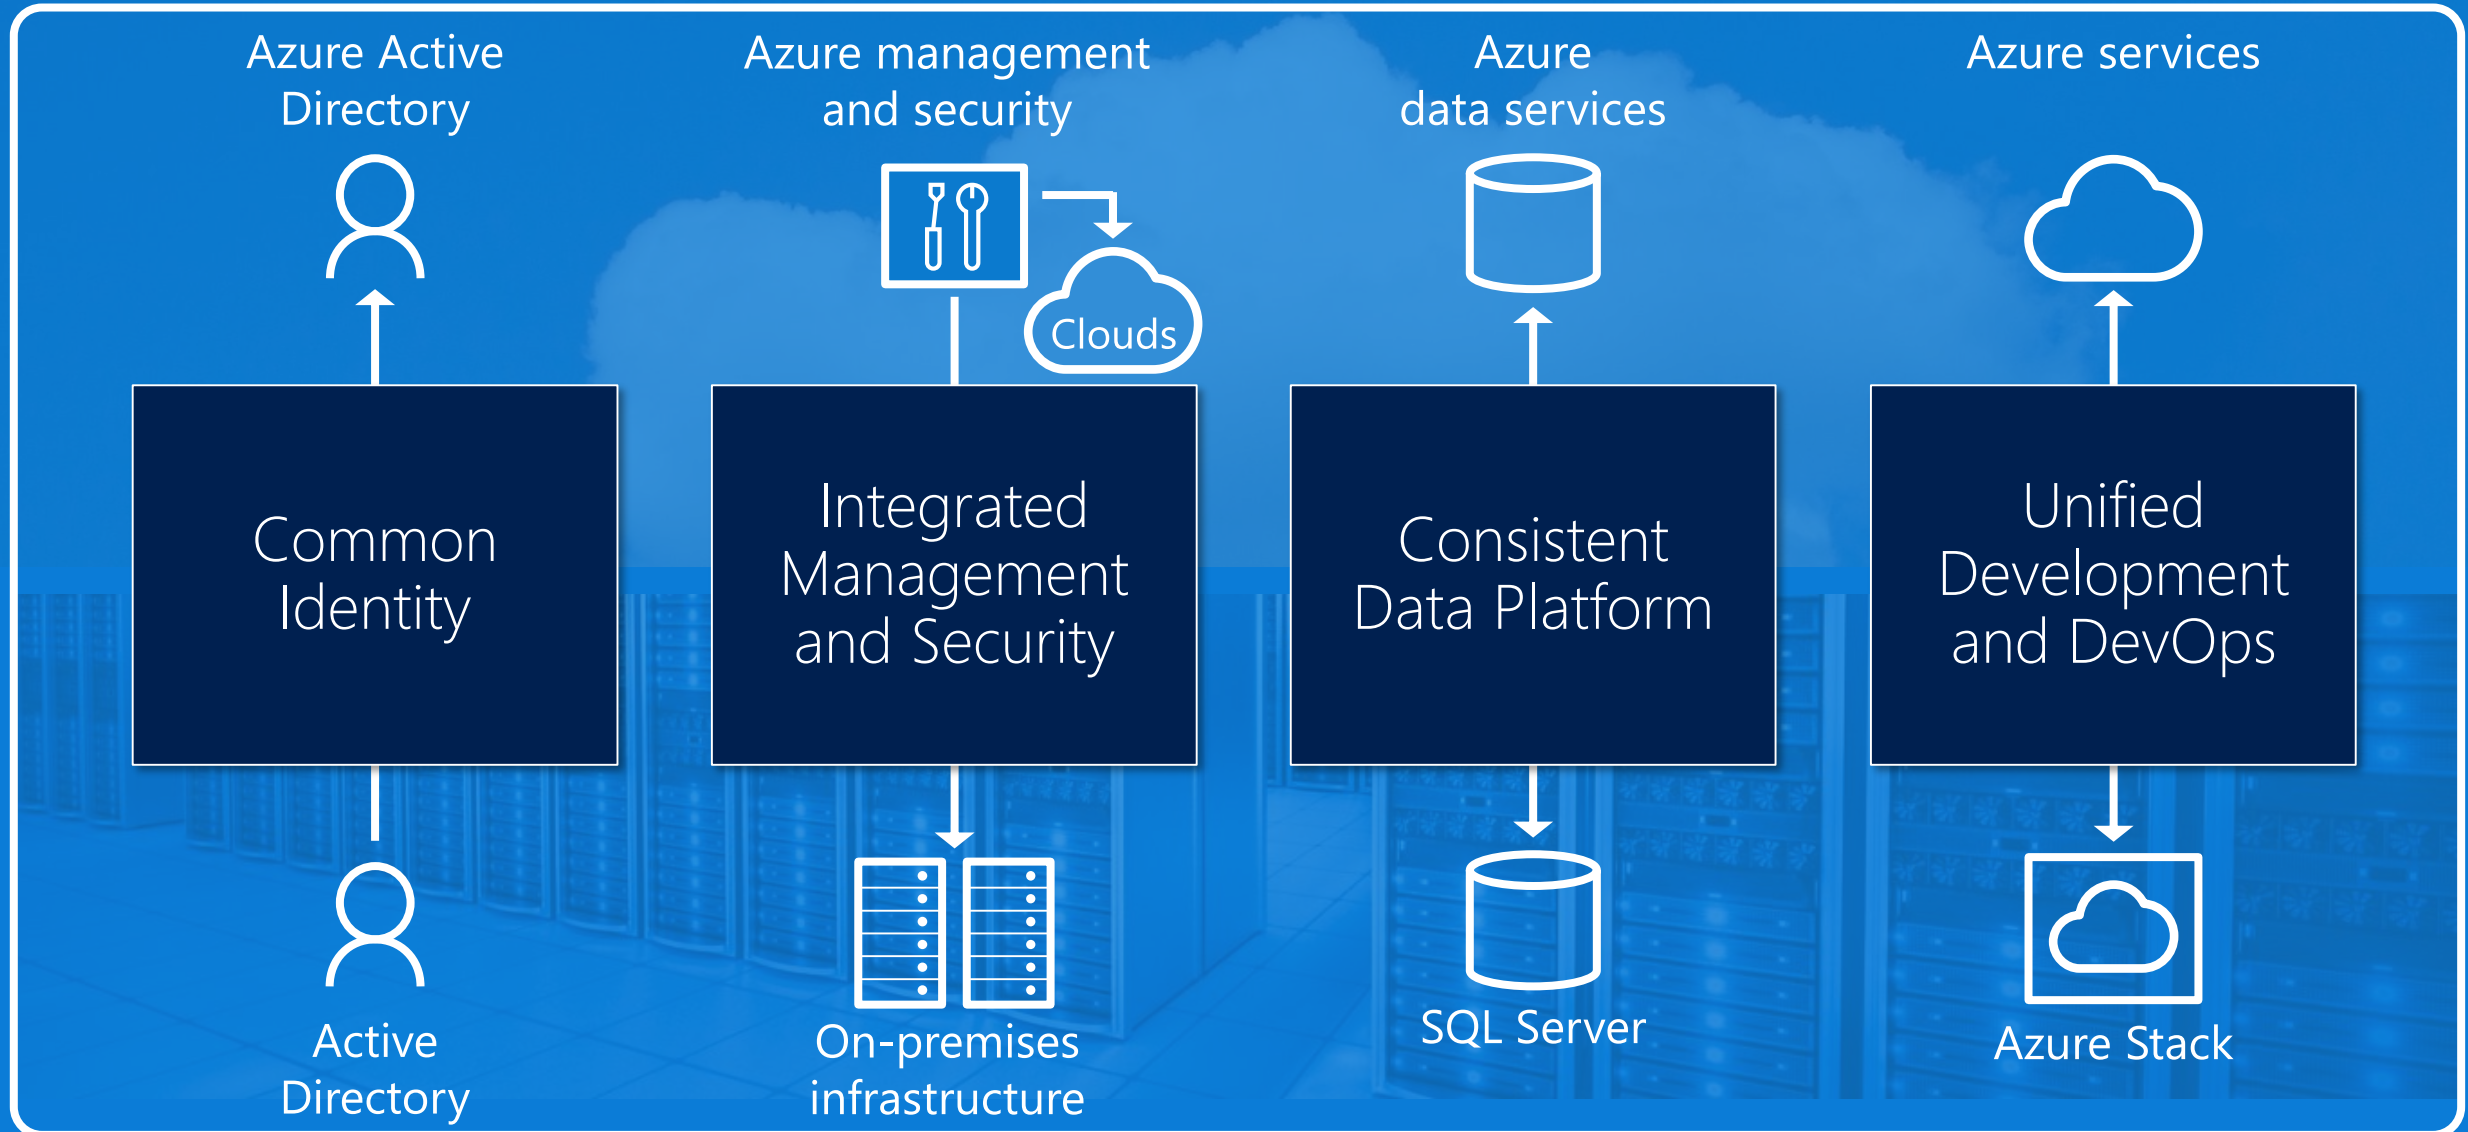 Azure Active
Directory
Azure management
and security
Azure
data services
Azure services
Clouds
Common
Identity
Integrated
Management
and Security
Consistent
Data Platform
Unified
Development
and DevOps
Active
Directory
On-premises
infrastructure
SQL Server
Azure Stack